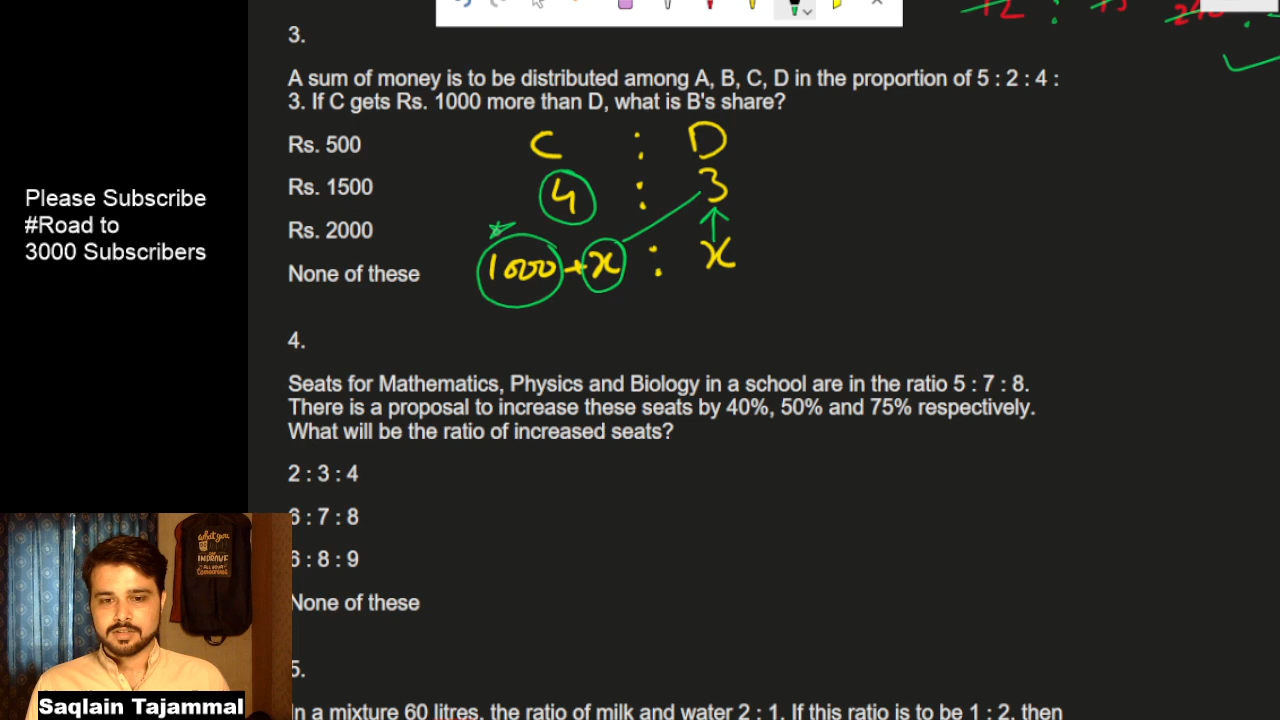 3.
A sum of money is to be distributed among A, B, C, D in the proportion of 5 : 2 : 4 :
3. If C gets Rs. 1000 more than D, what is B's share?
Rs. 500
Rs. 1500
Rs. 2000
None of these
C : D
4 : 3
1000 + x : x
4.
Seats for Mathematics, Physics and Biology in a school are in the ratio 5 : 7 : 8.
There is a proposal to increase these seats by 40%, 50% and 75% respectively.
What will be the ratio of increased seats?
2 : 3 : 4
6 : 7 : 8
6 : 8 : 9
None of these
5.
In a mixture 60 litres, the ratio of milk and water 2 : 1. If this ratio is to be 1 : 2, then
Please Subscribe
#Road to
3000 Subscribers
what you
IMPROVE
Saqlain Tajammal